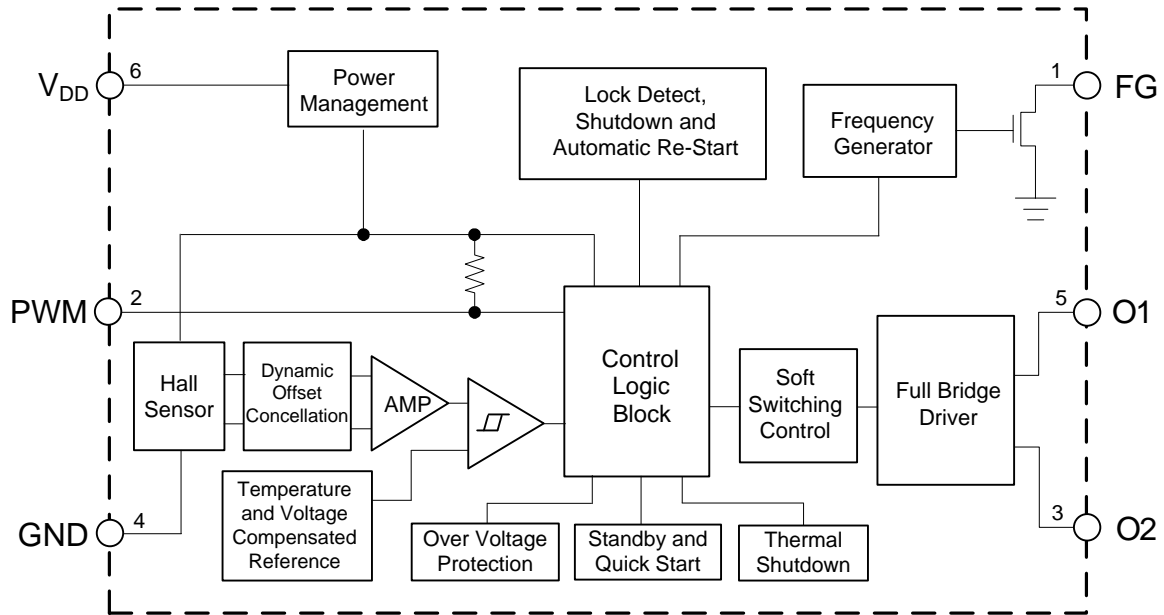 6
V_DD
Power
Management
Lock Detect,
Shutdown and
Automatic Re-Start
Frequency
Generator
1
FG
PWM
2
5
O1
Hall
Sensor
Dynamic
Offset
Concellation
AMP
Control
Logic
Block
Soft
Switching
Control
Full Bridge
Driver
Temperature
and Voltage
Compensated
Reference
GND
4
Over Voltage
Protection
Standby and
Quick Start
Thermal
Shutdown
3
O2